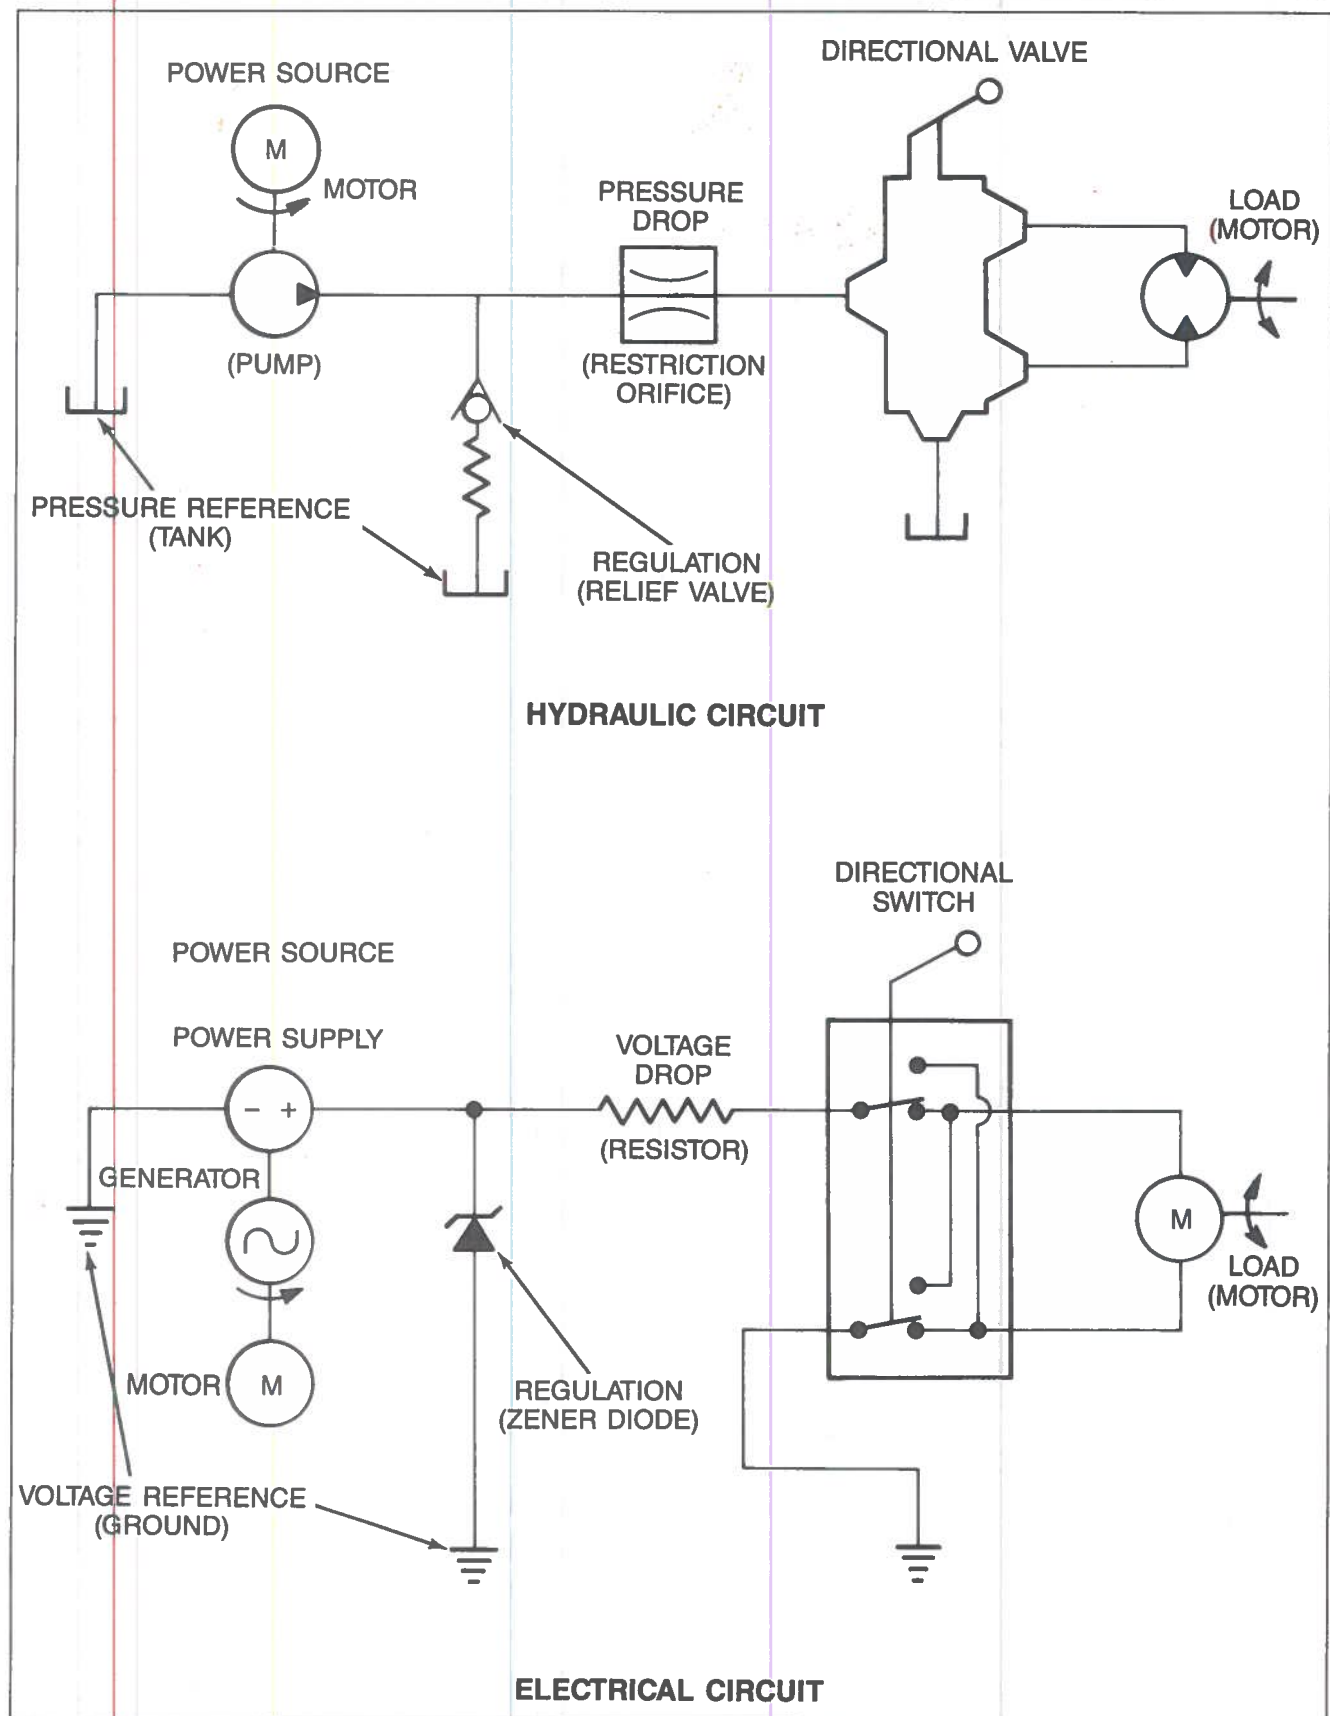 DIRECTIONAL VALVE
POWER SOURCE
M
MOTOR
PRESSURE
DROP
LOAD
(MOTOR)
(PUMP)
(RESTRICTION
ORIFICE)
PRESSURE REFERENCE
(TANK)
REGULATION
(RELIEF VALVE)
HYDRAULIC CIRCUIT
DIRECTIONAL
SWITCH
POWER SOURCE
POWER SUPPLY
VOLTAGE
DROP
- +
(RESISTOR)
GENERATOR
M
LOAD
(MOTOR)
MOTOR
M
REGULATION
(ZENER DIODE)
VOLTAGE REFERENCE
(GROUND)
ELECTRICAL CIRCUIT